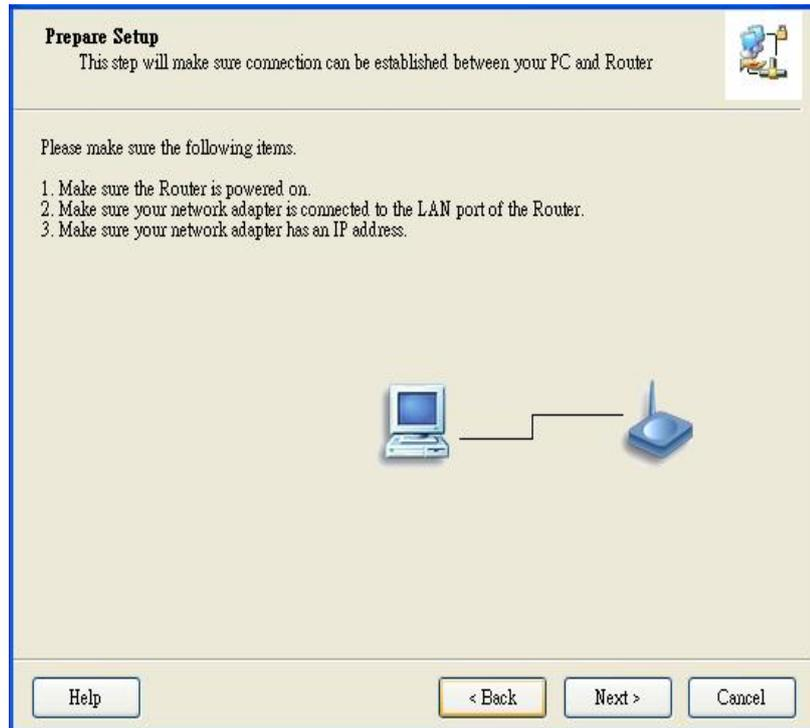 Prepare Setup
This step will make sure connection can be established between your PC and Router
Please make sure the following items.
1. Make sure the Router is powered on.
2. Make sure your network adapter is connected to the LAN port of the Router.
3. Make sure your network adapter has an IP address.
Help
< Back
Next >
Cancel